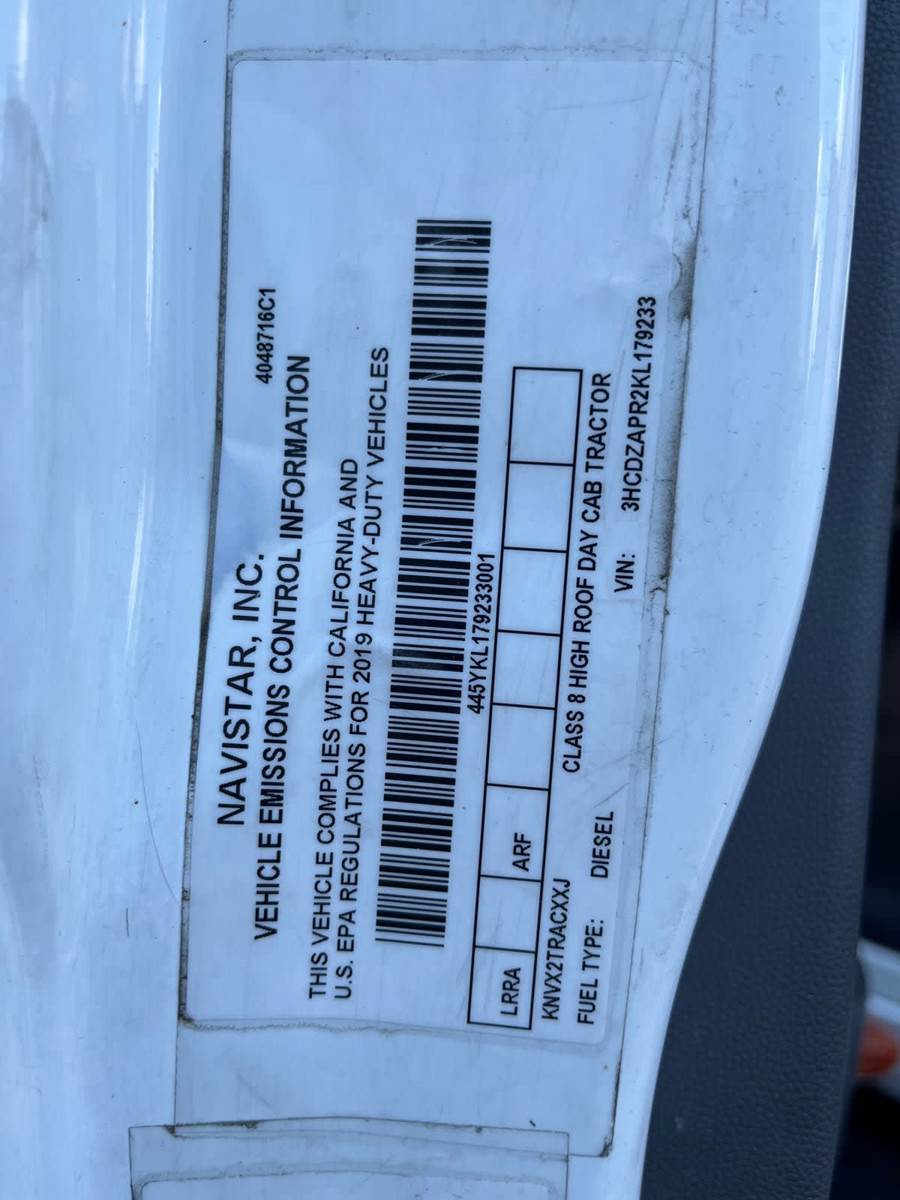 NAVISTAR, INC.
VEHICLE EMISSIONS CONTROL INFORMATION
4048716C1
THIS VEHICLE COMPLIES WITH CALIFORNIA AND
U.S. EPA REGULATIONS FOR 2019 HEAVY-DUTY VEHICLES
445YKL179233001
LRRA ARF
KNVX2TRACXXJ CLASS 8 HIGH ROOF DAY CAB TRACTOR
FUEL TYPE: DIESEL VIN: 3HCDZAPR2KL179233